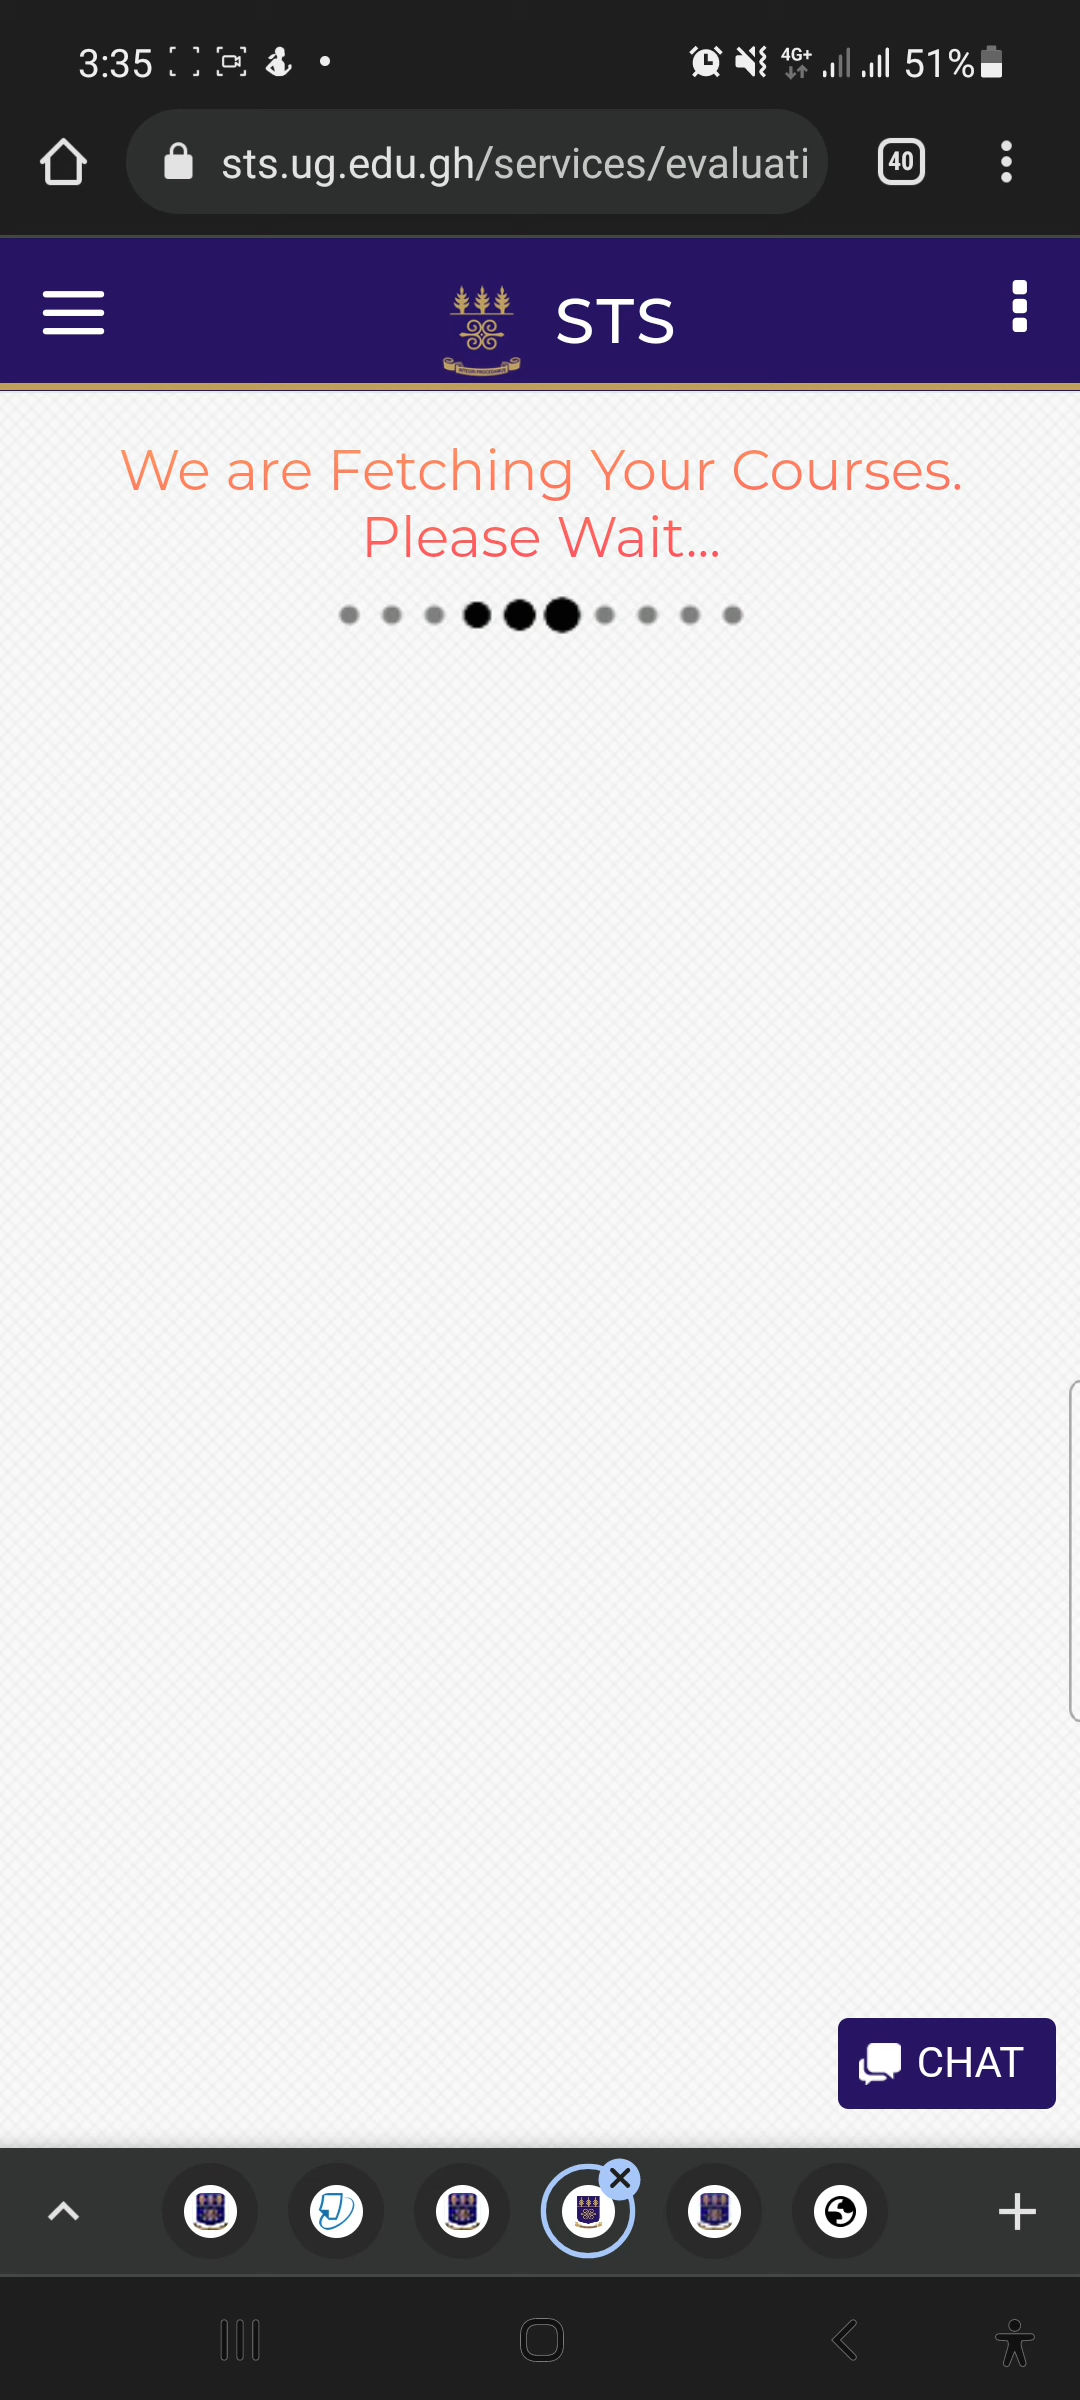 3:35
4G+
51%
sts.ug.edu.gh/services/evaluati
40
STS
We are Fetching Your Courses.
Please Wait...
CHAT